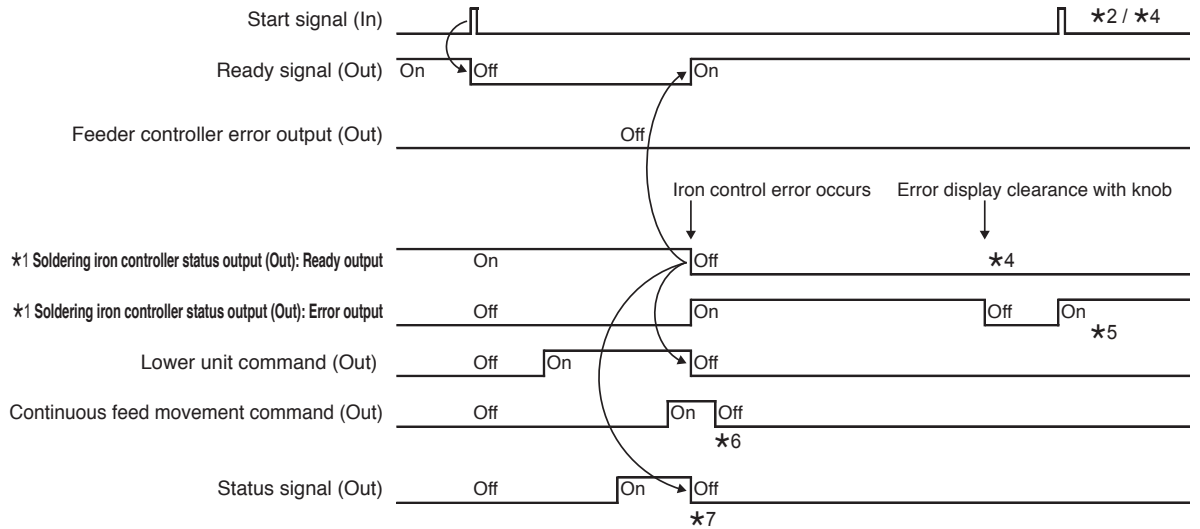 Start signal (In) ★2 / ★4
Ready signal (Out) On Off On
Feeder controller error output (Out) Off
Iron control error occurs Error display clearance with knob
★1 Soldering iron controller status output (Out): Ready output On Off ★4
★1 Soldering iron controller status output (Out): Error output Off On Off On
★5
Lower unit command (Out) Off On Off
Continuous feed movement command (Out) Off On Off
★6
Status signal (Out) Off On Off
★7